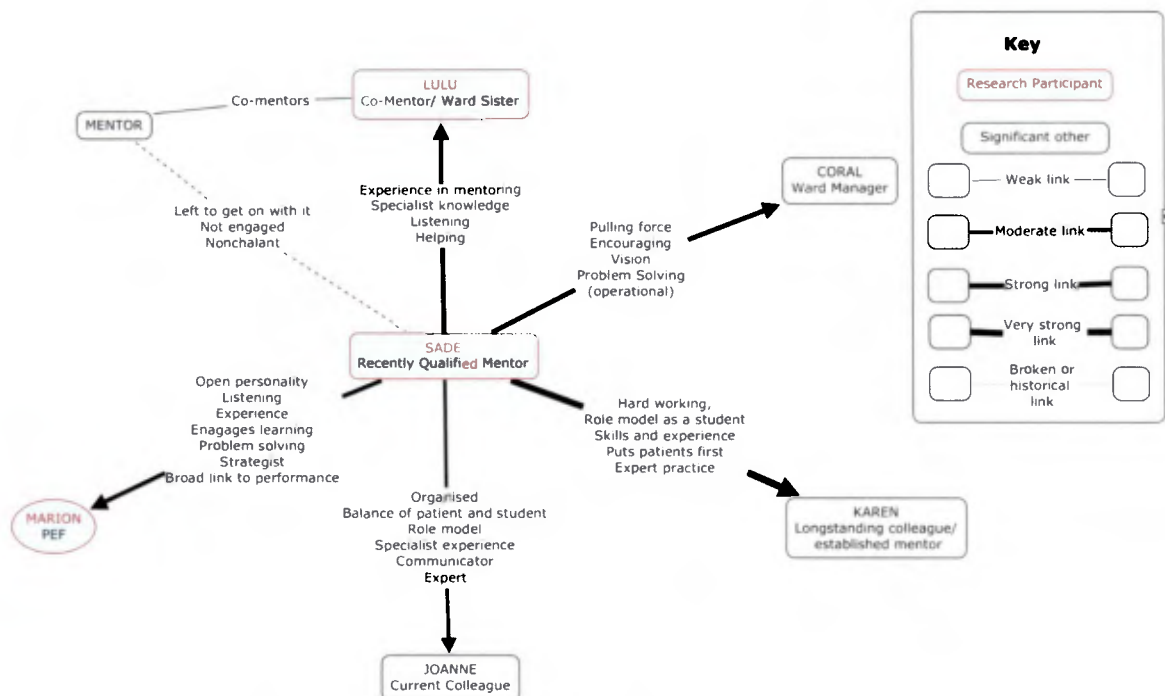 LULU
Co-Mentor/ Ward Sister
Co-mentors
MENTOR
Experience in mentoring
Specialist knowledge
Listening
Helping
Left to get on with it
Not engaged
Nonchalant
Pulling force
Encouraging
Vision
Problem Solving
(operational)
CORAL
Ward Manager
SADE
Recently Qualified Mentor
Open personality
Listening
Experience
Enagages learning
Problem solving
Strategist
Broad link to performance
MARION
PEF
Organised
Balance of patient and student
Role model
Specialist experience
Communicator
Expert
JOANNE
Current Colleague
Hard working,
Role model as a student
Skills and experience
Puts patients first
Expert practice
KAREN
Longstanding colleague/
established mentor
Key
Research Participant
Significant other
Weak link
Moderate link
Strong link
Very strong
link
Broken or
historical
link